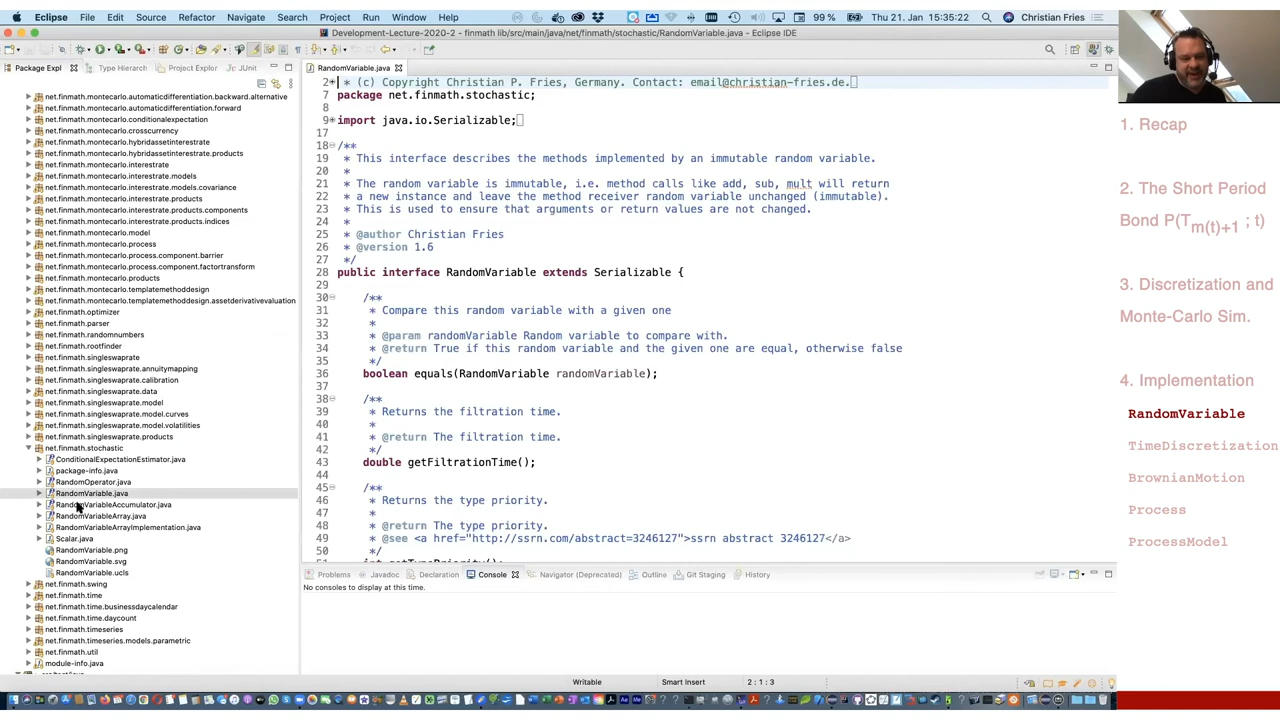 Eclipse File Edit Source Refactor Navigate Search Project Run Window Help 99 % Thu 21. Jan 15:35:22 Christian Fries
Development-Lecture-2020-2 - finmath lib/src/main/java/net/finmath/stochastic/RandomVariable.java - Eclipse IDE
Package Expl Type Hierarch Project Explor JUnit
net.finmath.montecarlo.automaticdifferentiation.backward.alternative
net.finmath.montecarlo.automaticdifferentiation.forward
net.finmath.montecarlo.conditionalexpectation
net.finmath.montecarlo.crosscurrency
net.finmath.montecarlo.hybridassetinterestrate
net.finmath.montecarlo.hybridassetinterestrate.products
net.finmath.montecarlo.interestrate
net.finmath.montecarlo.interestrate.models
net.finmath.montecarlo.interestrate.models.covariance
net.finmath.montecarlo.interestrate.products
net.finmath.montecarlo.interestrate.products.components
net.finmath.montecarlo.interestrate.products.indices
net.finmath.montecarlo.model
net.finmath.montecarlo.process
net.finmath.montecarlo.process.component.barrier
net.finmath.montecarlo.process.component.factortransform
net.finmath.montecarlo.products
net.finmath.montecarlo.templatemethoddesign
net.finmath.montecarlo.templatemethoddesign.assetderivativevaluation
net.finmath.optimizer
net.finmath.parser
net.finmath.randomnumbers
net.finmath.rootfinder
net.finmath.singleswaprate
net.finmath.singleswaprate.annuitymapping
net.finmath.singleswaprate.calibration
net.finmath.singleswaprate.data
net.finmath.singleswaprate.model
net.finmath.singleswaprate.model.curves
net.finmath.singleswaprate.model.volatilities
net.finmath.singleswaprate.products
net.finmath.stochastic
ConditionalExpectationEstimator.java
package-info.java
RandomOperator.java
RandomVariable.java
RandomVariableAccumulator.java
RandomVariableArray.java
RandomVariableArrayImplementation.java
Scalar.java
RandomVariable.png
RandomVariable.svg
RandomVariable.ucls
net.finmath.swing
net.finmath.time
net.finmath.time.businessdaycalendar
net.finmath.time.daycount
net.finmath.timeseries
net.finmath.timeseries.models.parametric
net.finmath.util
module-info.java
RandomVariable.java
2 * (c) Copyright Christian P. Fries, Germany. Contact: email@christian-fries.de.
7 package net.finmath.stochastic;
8
9 import java.io.Serializable;
17
18 /**
19 * This interface describes the methods implemented by an immutable random variable.
20 *
21 * The random variable is immutable, i.e. method calls like add, sub, mult will return
22 * a new instance and leave the method receiver random variable unchanged (immutable).
23 * This is used to ensure that arguments or return values are not changed.
24 *
25 * @author Christian Fries
26 * @version 1.6
27 */
28 public interface RandomVariable extends Serializable {
30 /**
31 * Compare this random variable with a given one
32 *
33 * @param randomVariable Random variable to compare with.
34 * @return True if this random variable and the given one are equal, otherwise false
35 */
36 boolean equals(RandomVariable randomVariable);
37
38 /**
39 * Returns the filtration time.
40 *
41 * @return The filtration time.
42 */
43 double getFiltrationTime();
44
45 /**
46 * Returns the type priority.
47 *
48 * @return The type priority.
49 * @see <a href="http://ssrn.com/abstract=3246127">ssrn abstract 3246127</a>
50 */
Problems Javadoc Declaration Console Navigator (Deprecated) Outline Git Staging History
No consoles to display at this time.
Writable Smart Insert 2 : 1 : 3
1. Recap
2. The Short Period
Bond P(Tm(t)+1 ; t)
3. Discretization and
Monte-Carlo Sim.
4. Implementation
RandomVariable
TimeDiscretization
BrownianMotion
Process
ProcessModel